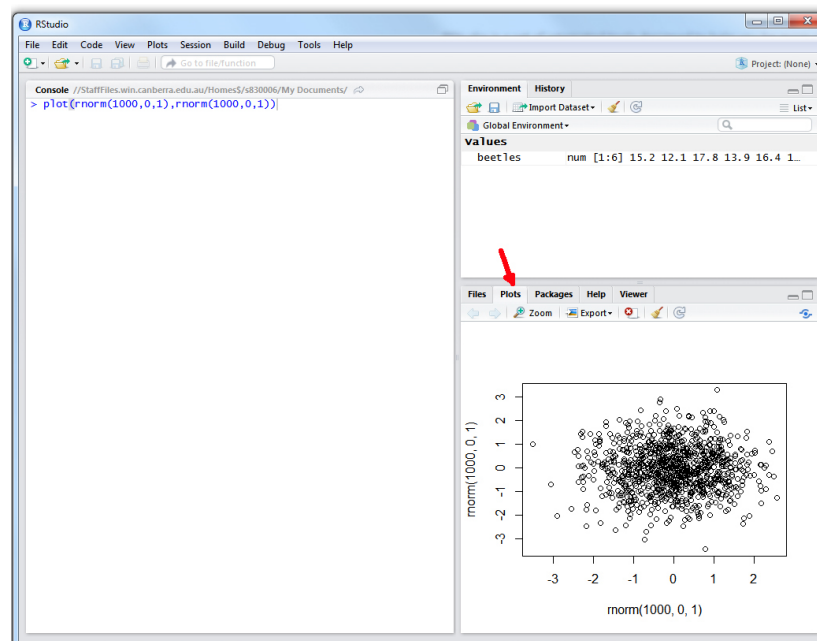 RStudio
File Edit Code View Plots Session Build Debug Tools Help
Go to file/function
Project: (None)
Console //StaffFiles.win.canberra.edu.au/Homes$/s830006/My Documents/
> plot(rnorm(1000,0,1),rnorm(1000,0,1))
Environment History
Import Dataset
List
Global Environment
Values
beetles num [1:6] 15.2 12.1 17.8 13.9 16.4 1…
Files Plots Packages Help Viewer
Zoom Export
rnorm(1000, 0, 1)
3
2
1
0
-1
-2
-3
-3 -2 -1 0 1 2
rnorm(1000, 0, 1)